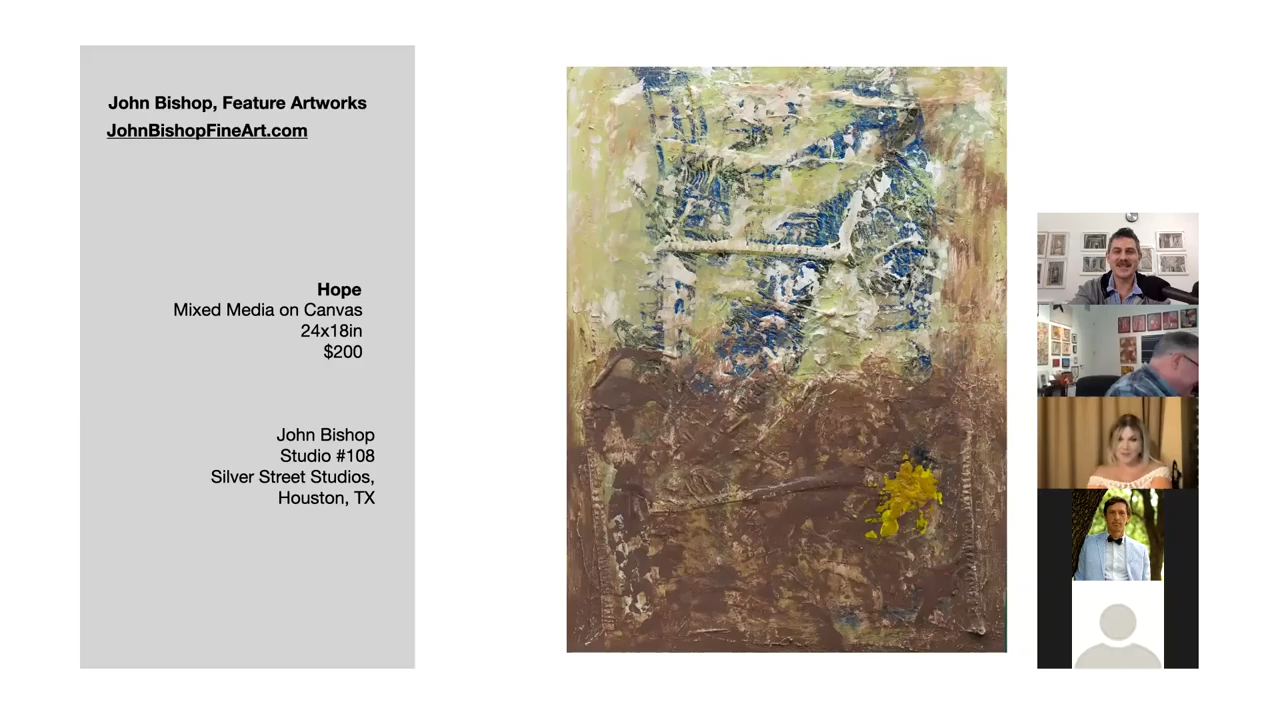 John Bishop, Feature Artworks
JohnBishopFineArt.com
Hope
Mixed Media on Canvas
24x18in
$200
John Bishop
Studio #108
Silver Street Studios,
Houston, TX